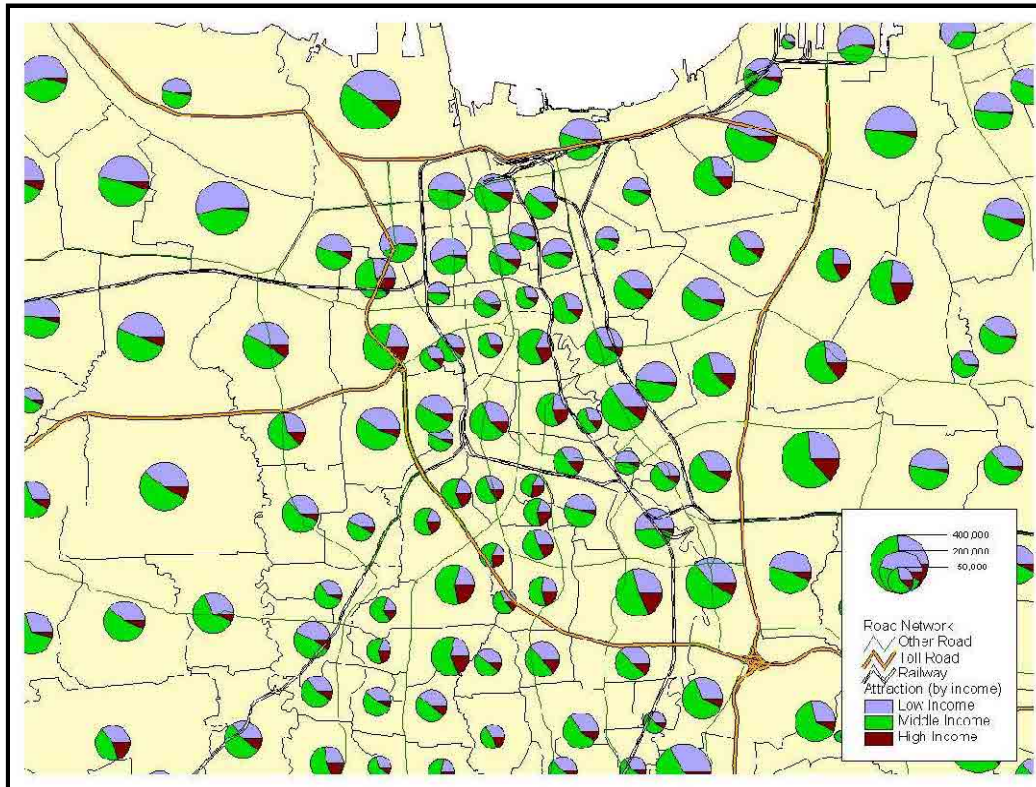 400,000
200,000
50,000
Road Network
Other Road
Toll Road
Railway
Attraction (by income)
Low Income
Middle Income
High Income